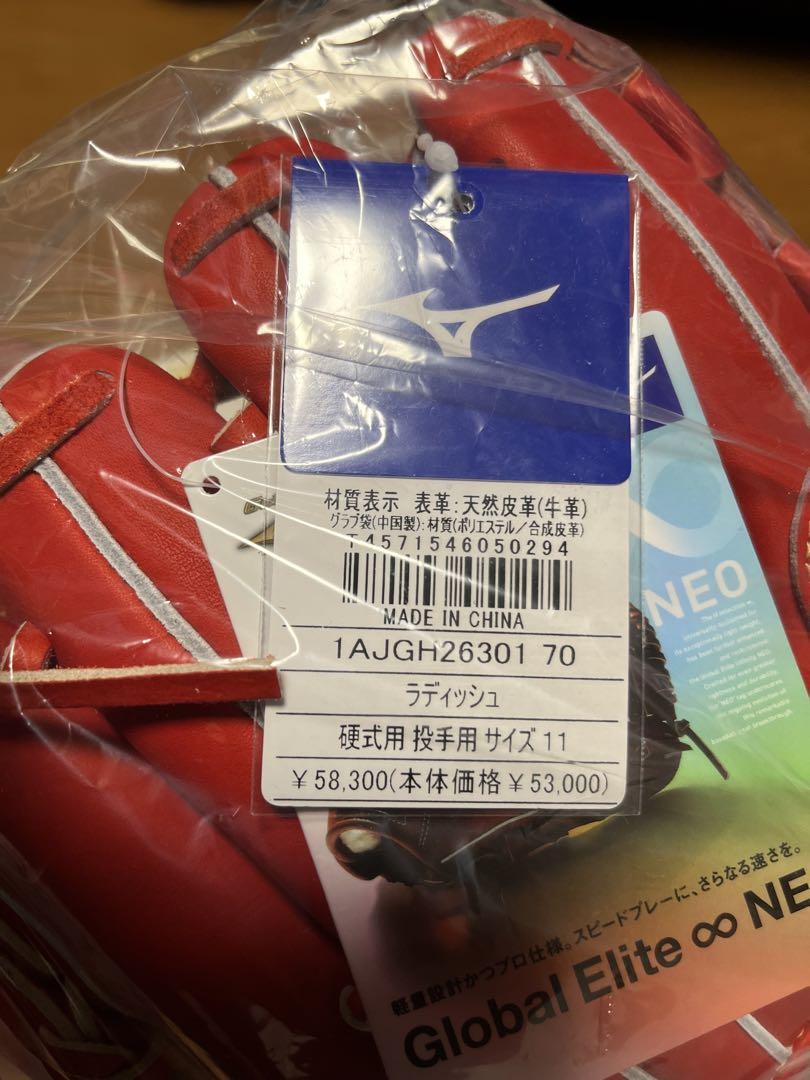 材質表示 表革:天然皮革(牛革)
グラブ袋(中国製):材質(ポリエステル/合成皮革)
T4571546050294
MADE IN CHINA
1AJGH26301 70
ラディッシュ
硬式用 投手用 サイズ 11
¥58,300(本体価格¥53,000)
NEO
軽量設計かつプロ仕様。スピードプレーに、さらなる速さを。
Global Elite ∞ NE